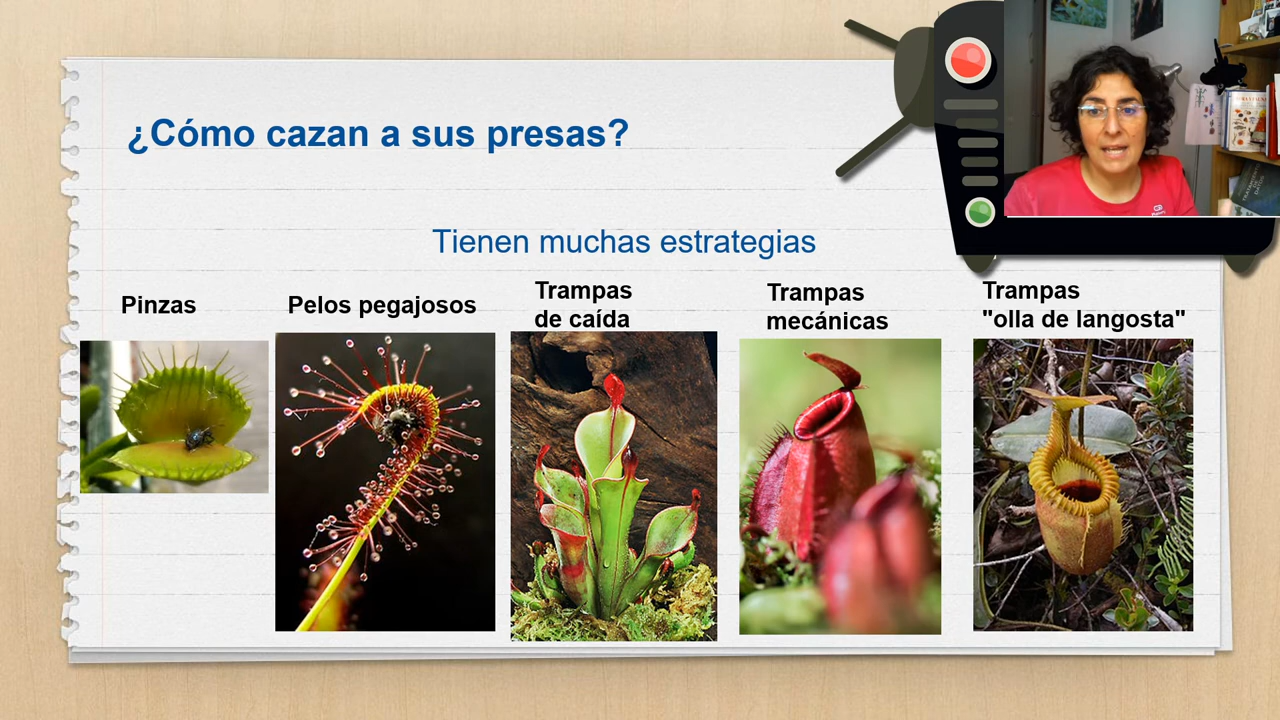 ¿Cómo cazan a sus presas?
Tienen muchas estrategias
Pinzas
Pelos pegajosos
Trampas
de caída
Trampas
mecánicas
Trampas
"olla de langosta"